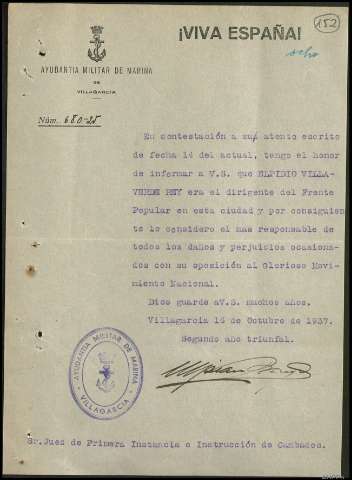 ¡VIVA ESPAÑA!
152
ocho
AYUDANTIA MILITAR DE MARINA
DE
VILLAGARCIA
Núm. 680-25
En contestación a su atento escrito
de fecha 14 del actual, tengo el honor
de informar a V.S. que ELPIDIO VILLA-
VERDE REY era el dirigente del Frente
Popular en esta ciudad y por consiguien
te lo considero el mas responsable de
todos los daños y perjuicios ocasiona-
dos con su oposición al Glorioso Movi-
miento Nacional.
Dios guarde aV.S. muchos años.
Villagarcia 16 de Octubre de 1937.
Segundo año triunfal.
AYUDANTIA MILITAR DE MARINA
VILLAGARCIA
Sr.Juez de Primera Instancia e Instrucción de Cambados.